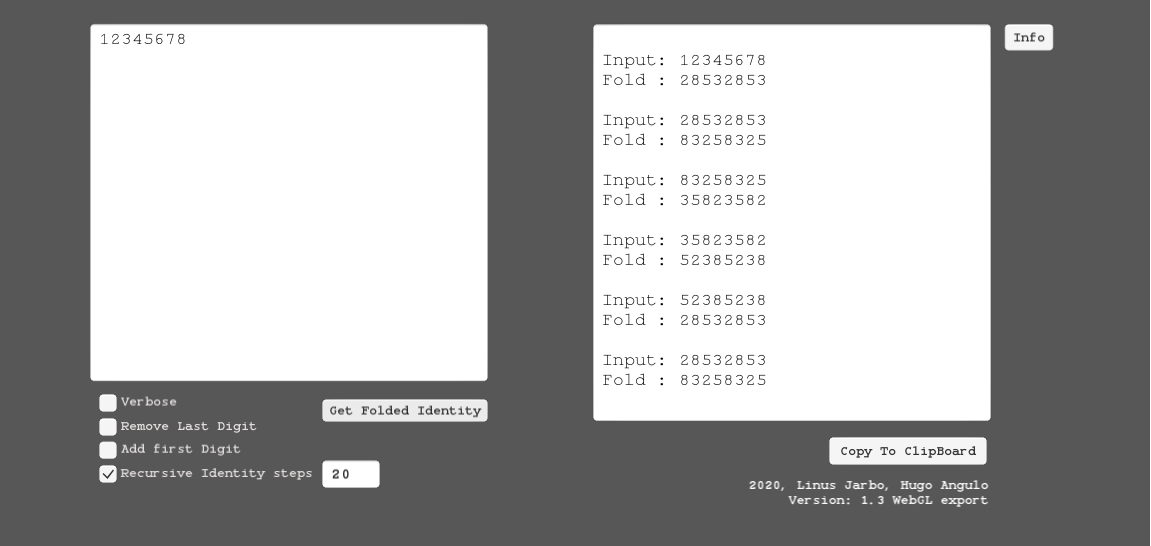 12345678
Input: 12345678
Fold : 28532853
Input: 28532853
Fold : 83258325
Input: 83258325
Fold : 35823582
Input: 35823582
Fold : 52385238
Input: 52385238
Fold : 28532853
Input: 28532853
Fold : 83258325
Info
Verbose
Remove Last Digit
Add first Digit
Recursive Identity steps
20
Get Folded Identity
Copy To ClipBoard
2020, Linus Jarbo, Hugo Angulo
Version: 1.3 WebGL export